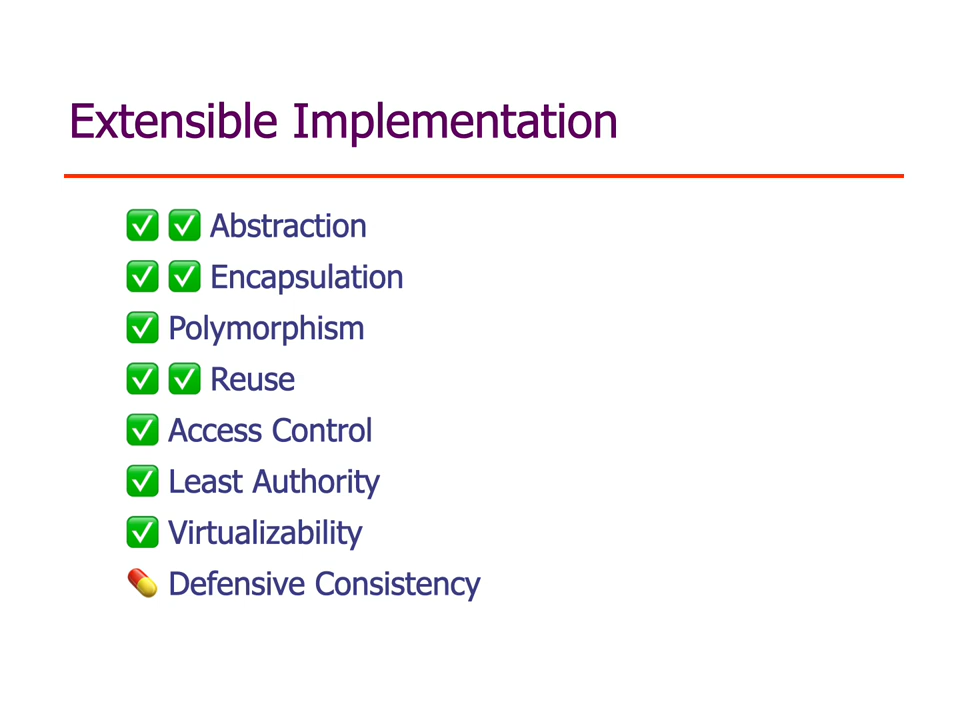 Extensible Implementation
✅ ✅ Abstraction
✅ ✅ Encapsulation
✅ Polymorphism
✅ ✅ Reuse
✅ Access Control
✅ Least Authority
✅ Virtualizability
💊 Defensive Consistency